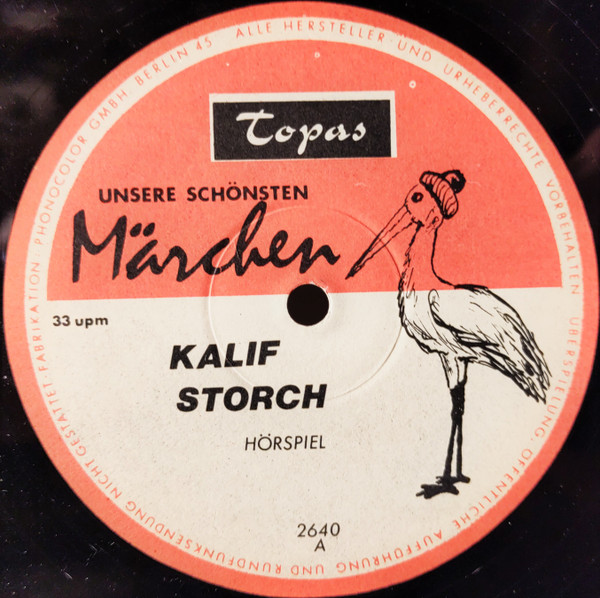 Topas
UNSERE SCHÖNSTEN
Märchen
33 upm
KALIF
STORCH
HÖRSPIEL
2640
A
FABRIKATION: PHONOCOLOR GMBH BERLIN 45 · ALLE HERSTELLER- UND URHEBERRECHTE VORBEHALTEN · ÜBERSPIELUNG, ÖFFENTLICHE AUFFÜHRUNG UND RUNDFUNKSENDUNG NICHT GESTATTET ·